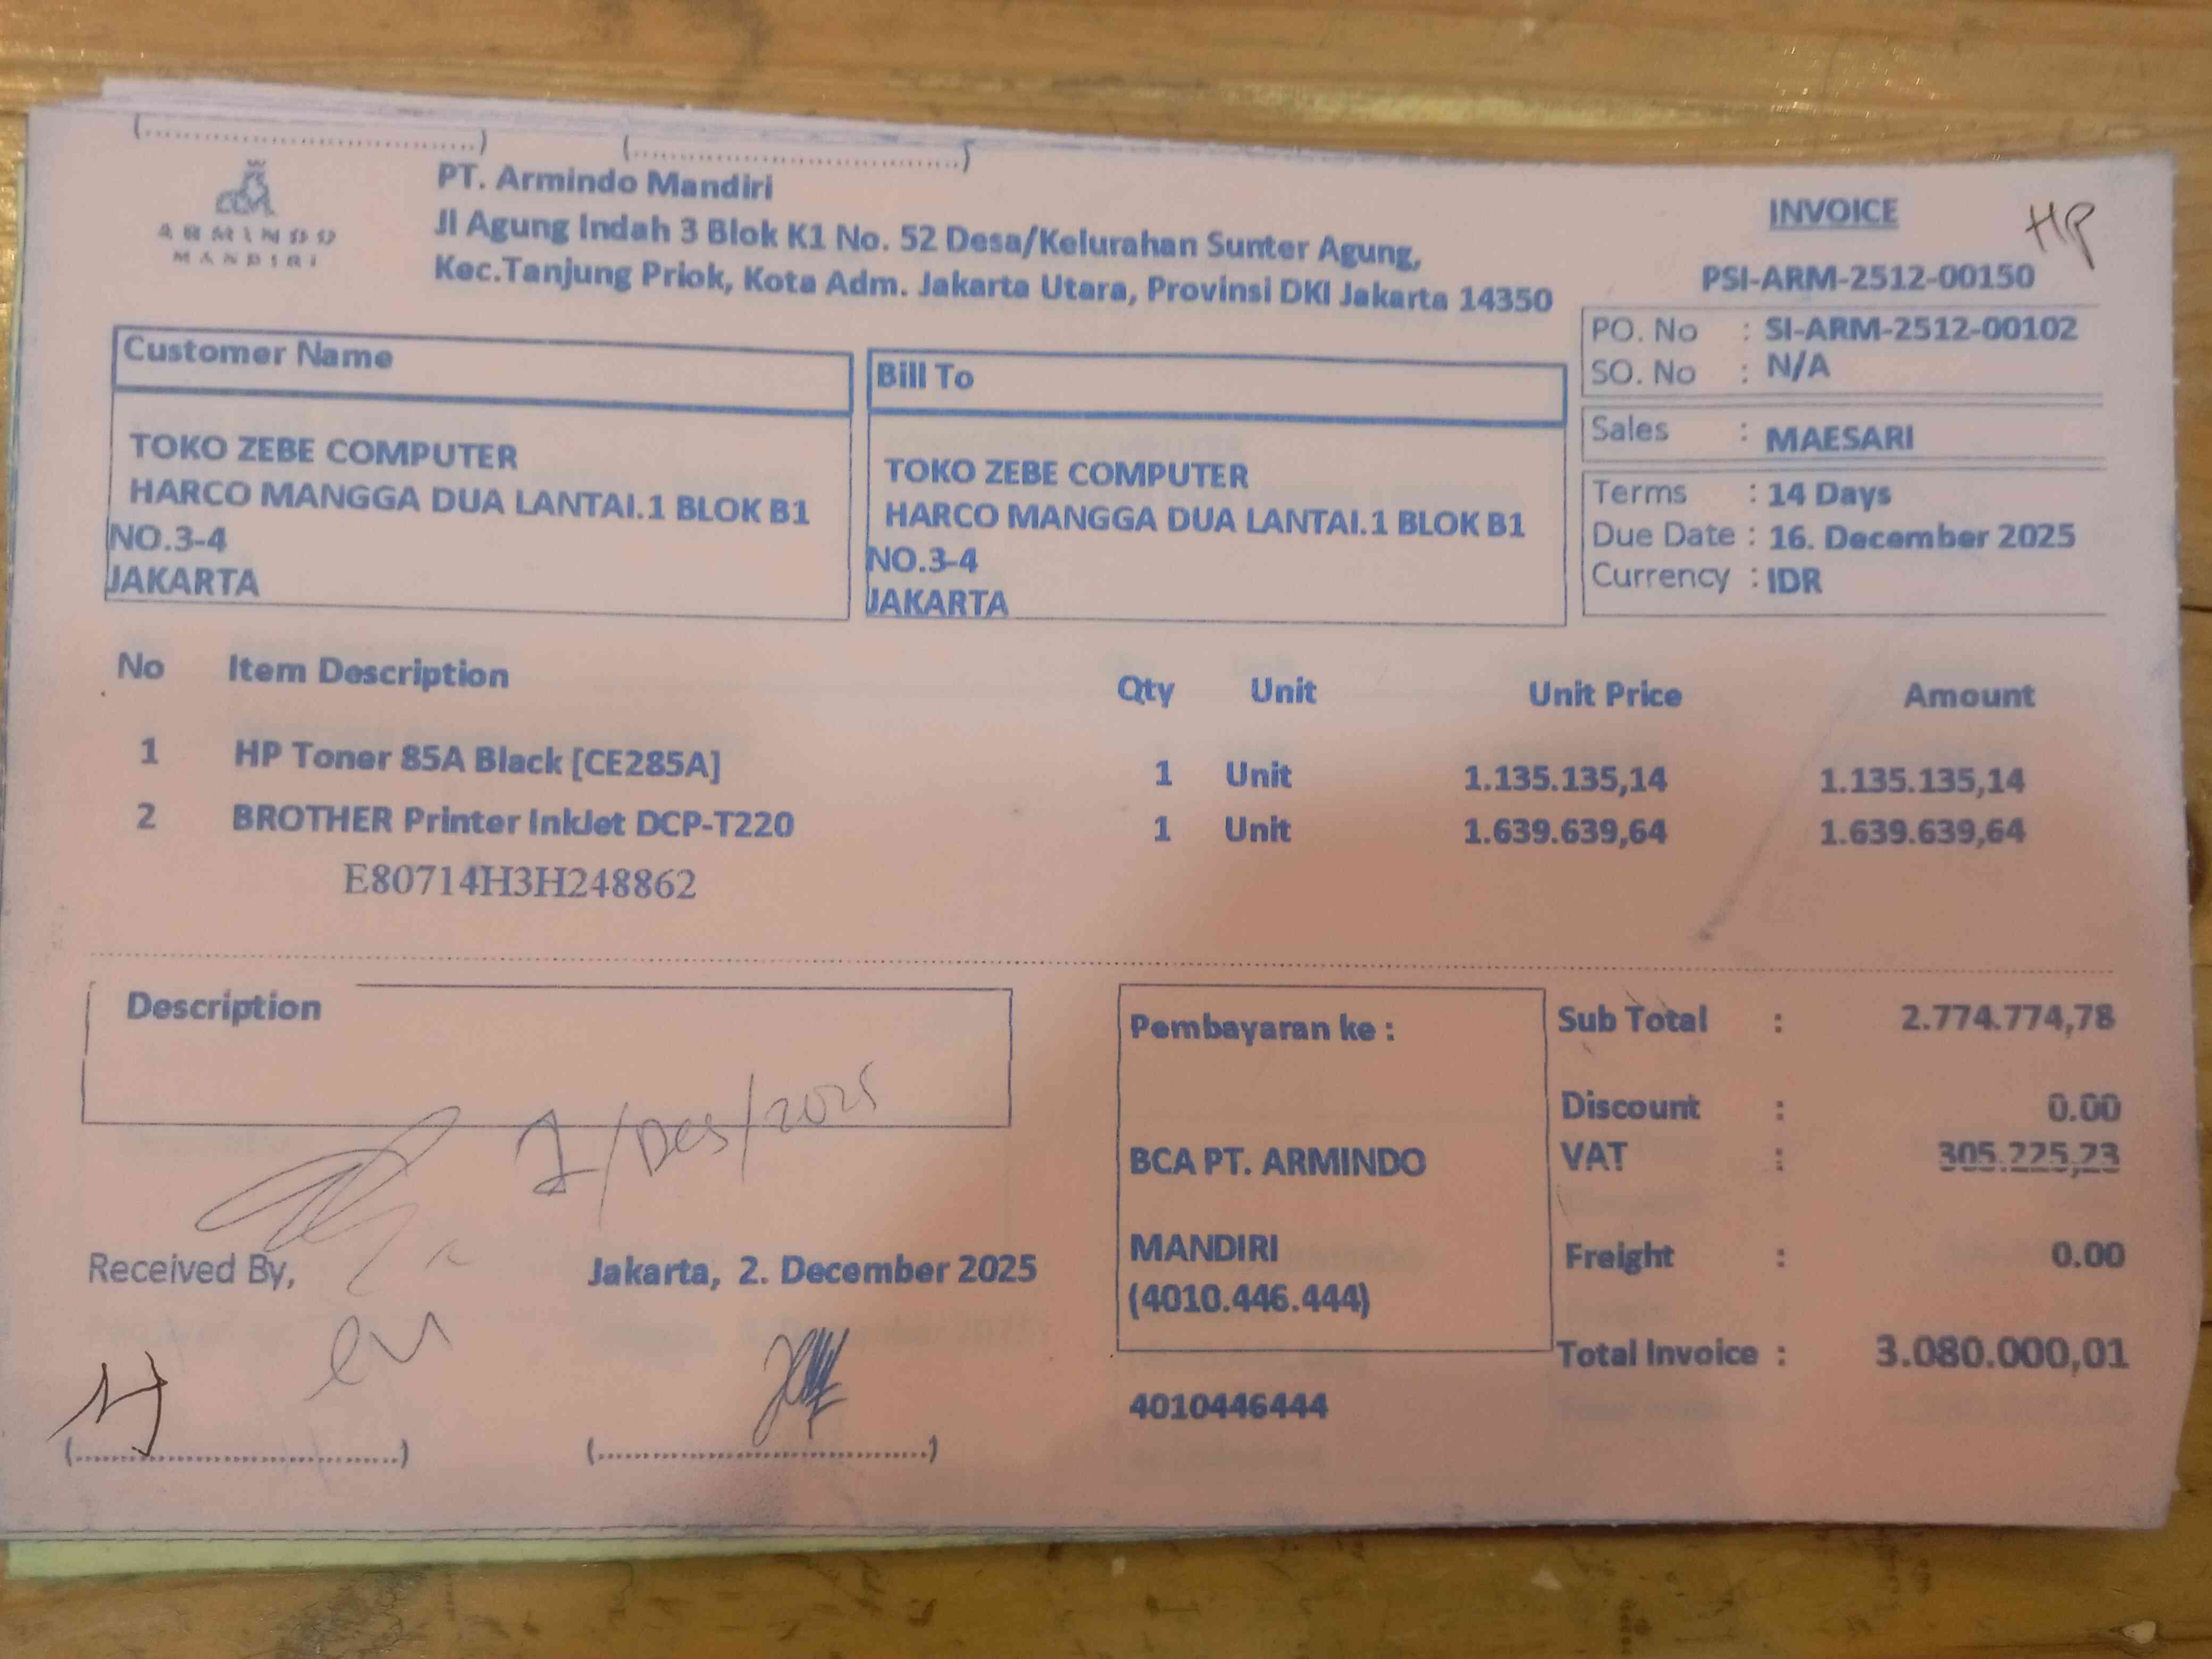 (..............................) (..............................)
ARMINDO
MANDIRI
PT. Armindo Mandiri
Jl Agung Indah 3 Blok K1 No. 52 Desa/Kelurahan Sunter Agung,
Kec.Tanjung Priok, Kota Adm. Jakarta Utara, Provinsi DKI Jakarta 14350
INVOICE
HP
PSI-ARM-2512-00150
PO. No : SI-ARM-2512-00102
SO. No : N/A
Sales : MAESARI
Terms : 14 Days
Due Date : 16. December 2025
Currency : IDR
Customer Name
TOKO ZEBE COMPUTER
HARCO MANGGA DUA LANTAI.1 BLOK B1
NO.3-4
JAKARTA
Bill To
TOKO ZEBE COMPUTER
HARCO MANGGA DUA LANTAI.1 BLOK B1
NO.3-4
JAKARTA
No Item Description Qty Unit Unit Price Amount
1 HP Toner 85A Black [CE285A] 1 Unit 1.135.135,14 1.135.135,14
2 BROTHER Printer InkJet DCP-T220 1 Unit 1.639.639,64 1.639.639,64
E80714H3H248862
Description
/Des/2025
Received By,
Jakarta, 2. December 2025
(..............................) (..............................)
Pembayaran ke :
BCA PT. ARMINDO
MANDIRI
(4010.446.444)
4010446444
Sub Total : 2.774.774,78
Discount : 0.00
VAT : 305.225,23
Freight : 0.00
Total Invoice : 3.080.000,01